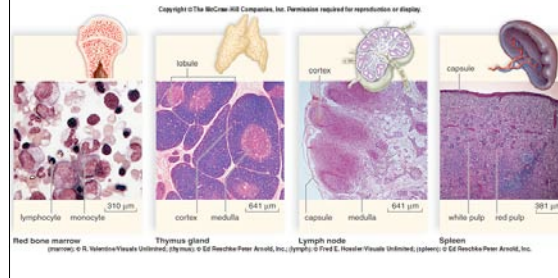 Copyright © The McGraw-Hill Companies, Inc. Permission required for reproduction or display.
lobule
cortex
capsule
lymphocyte monocyte
310 µm
cortex medulla
641 µm
capsule medulla
641 µm
white pulp red pulp
381 µm
Red bone marrow
Thymus gland
Lymph node
Spleen
(marrow): © R. Valentine/Visuals Unlimited, (thymus): © Ed Reschke/Peter Arnold, Inc., (lymph): © Fred E. Hossler/Visuals Unlimited; (spleen): © Ed Reschke/Peter Arnold, Inc.